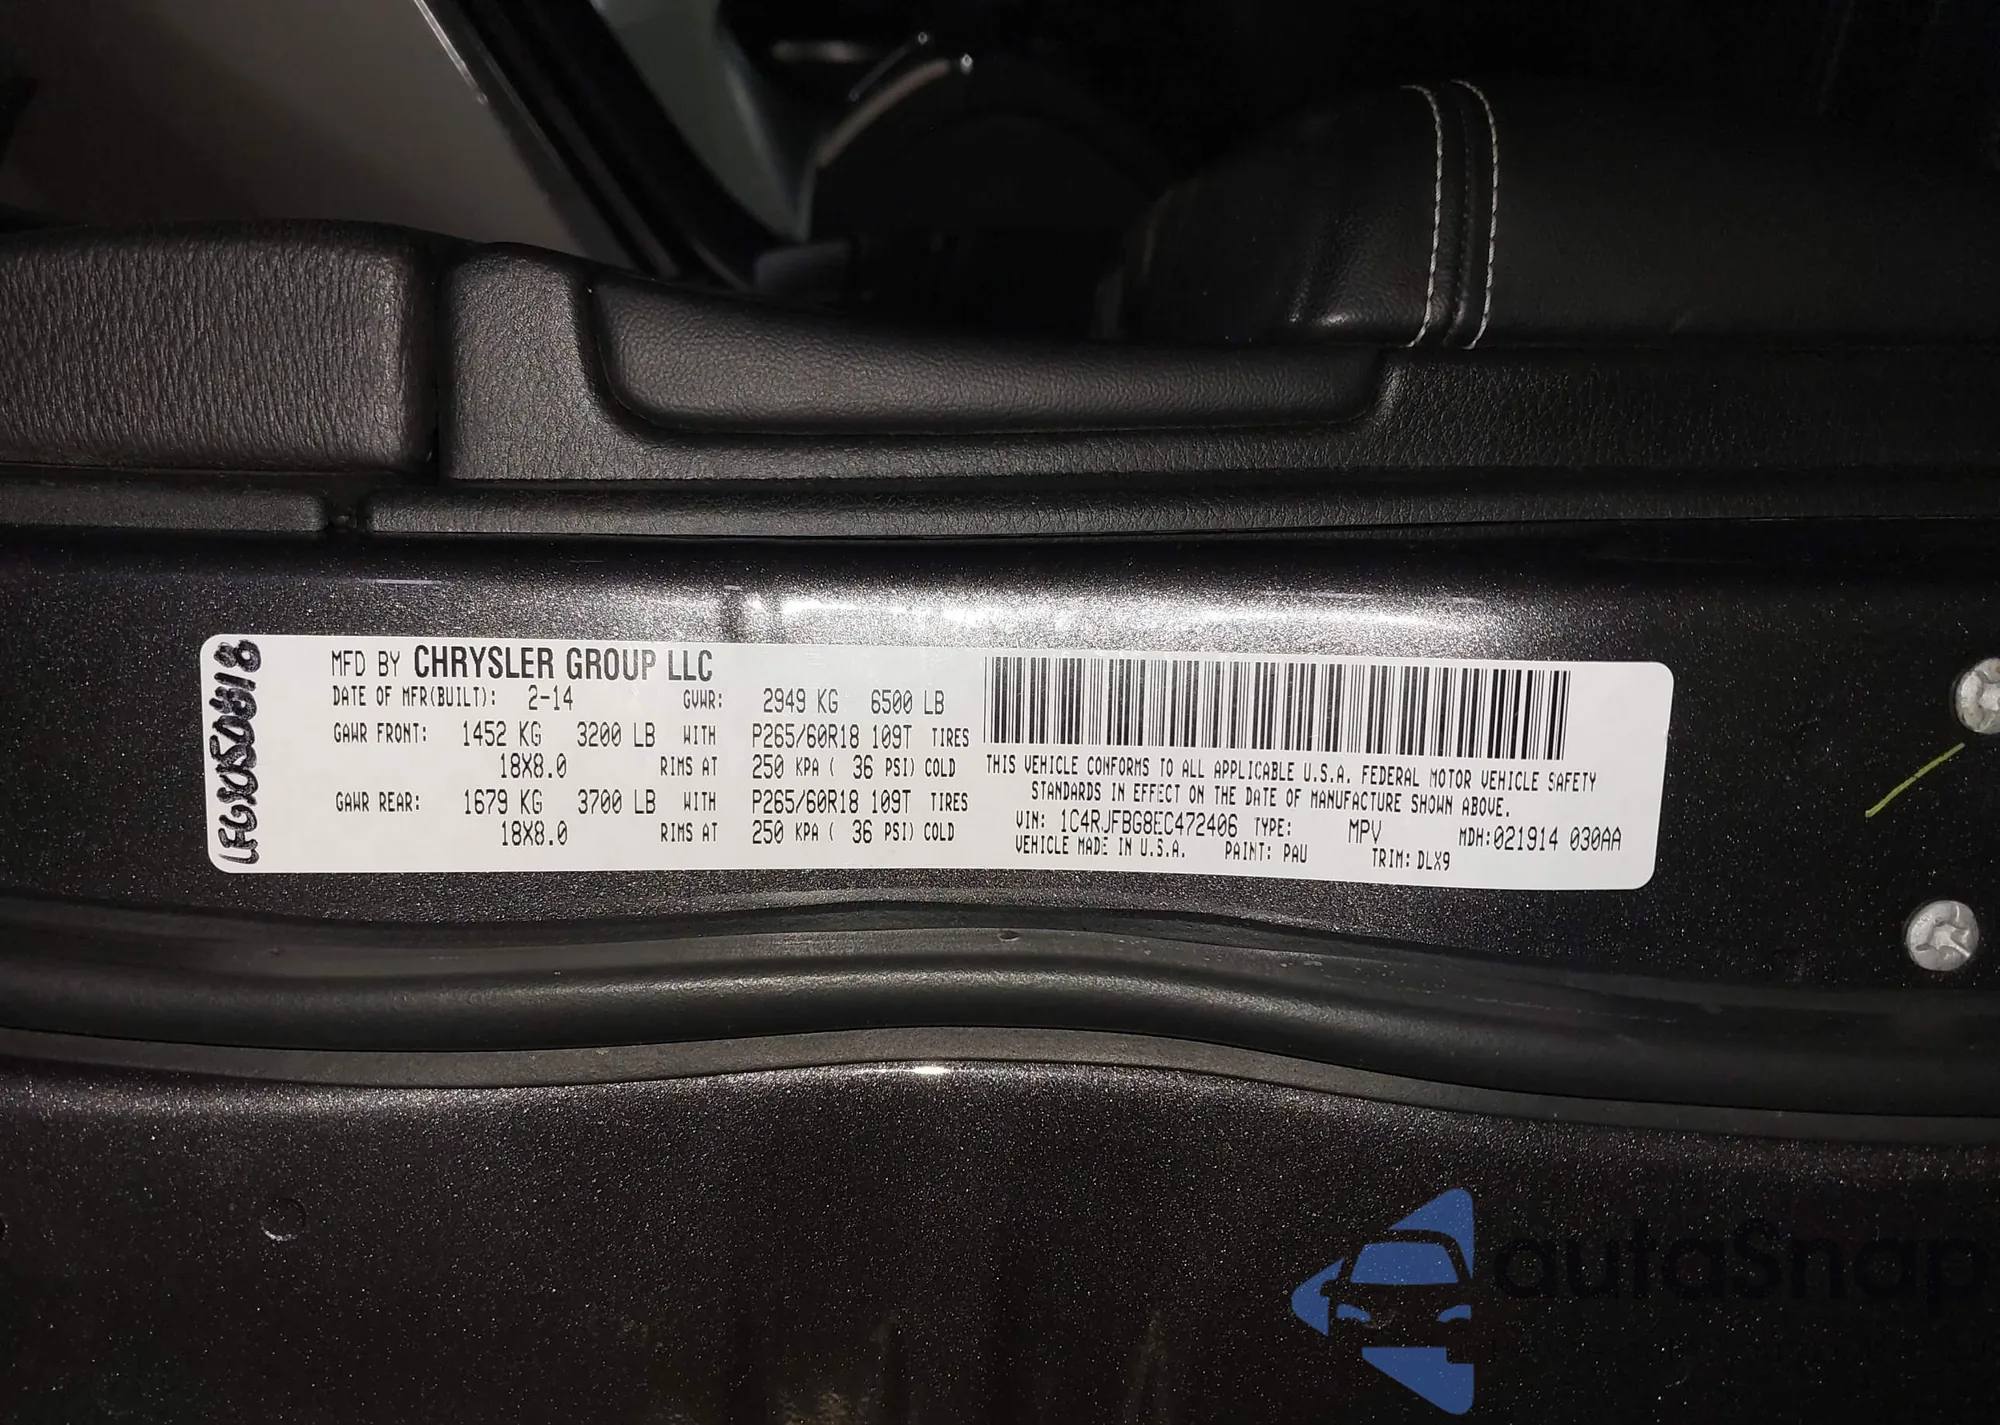 MFD BY CHRYSLER GROUP LLC
DATE OF MFR(BUILT): 2-14 GVWR: 2949 KG 6500 LB
GAWR FRONT: 1452 KG 3200 LB WITH P265/60R18 109T TIRES
18X8.0 RIMS AT 250 KPA ( 36 PSI) COLD
GAWR REAR: 1679 KG 3700 LB WITH P265/60R18 109T TIRES
18X8.0 RIMS AT 250 KPA ( 36 PSI) COLD
THIS VEHICLE CONFORMS TO ALL APPLICABLE U.S.A. FEDERAL MOTOR VEHICLE SAFETY
STANDARDS IN EFFECT ON THE DATE OF MANUFACTURE SHOWN ABOVE.
VIN: 1C4RJFBG8EC472406 TYPE: MPV MDH:021914 030AA
VEHICLE MADE IN U.S.A. PAINT: PAU TRIM: DLX9
autaSnap